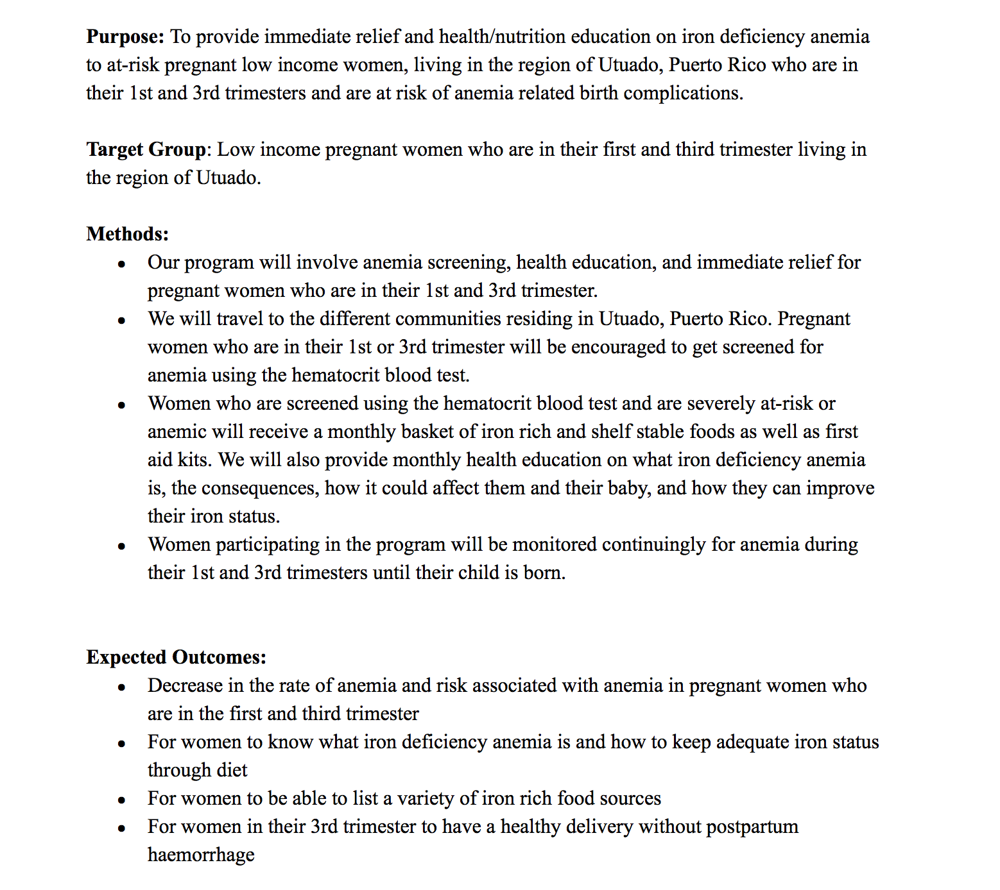 Purpose: To provide immediate relief and health/nutrition education on iron deficiency anemia
to at-risk pregnant low income women, living in the region of Utuado, Puerto Rico who are in
their 1st and 3rd trimesters and are at risk of anemia related birth complications.
Target Group: Low income pregnant women who are in their first and third trimester living in
the region of Utuado.
Methods:
● Our program will involve anemia screening, health education, and immediate relief for
pregnant women who are in their 1st and 3rd trimester.
● We will travel to the different communities residing in Utuado, Puerto Rico. Pregnant
women who are in their 1st or 3rd trimester will be encouraged to get screened for
anemia using the hematocrit blood test.
● Women who are screened using the hematocrit blood test and are severely at-risk or
anemic will receive a monthly basket of iron rich and shelf stable foods as well as first
aid kits. We will also provide monthly health education on what iron deficiency anemia
is, the consequences, how it could affect them and their baby, and how they can improve
their iron status.
● Women participating in the program will be monitored continuingly for anemia during
their 1st and 3rd trimesters until their child is born.
Expected Outcomes:
● Decrease in the rate of anemia and risk associated with anemia in pregnant women who
are in the first and third trimester
● For women to know what iron deficiency anemia is and how to keep adequate iron status
through diet
● For women to be able to list a variety of iron rich food sources
● For women in their 3rd trimester to have a healthy delivery without postpartum
haemorrhage